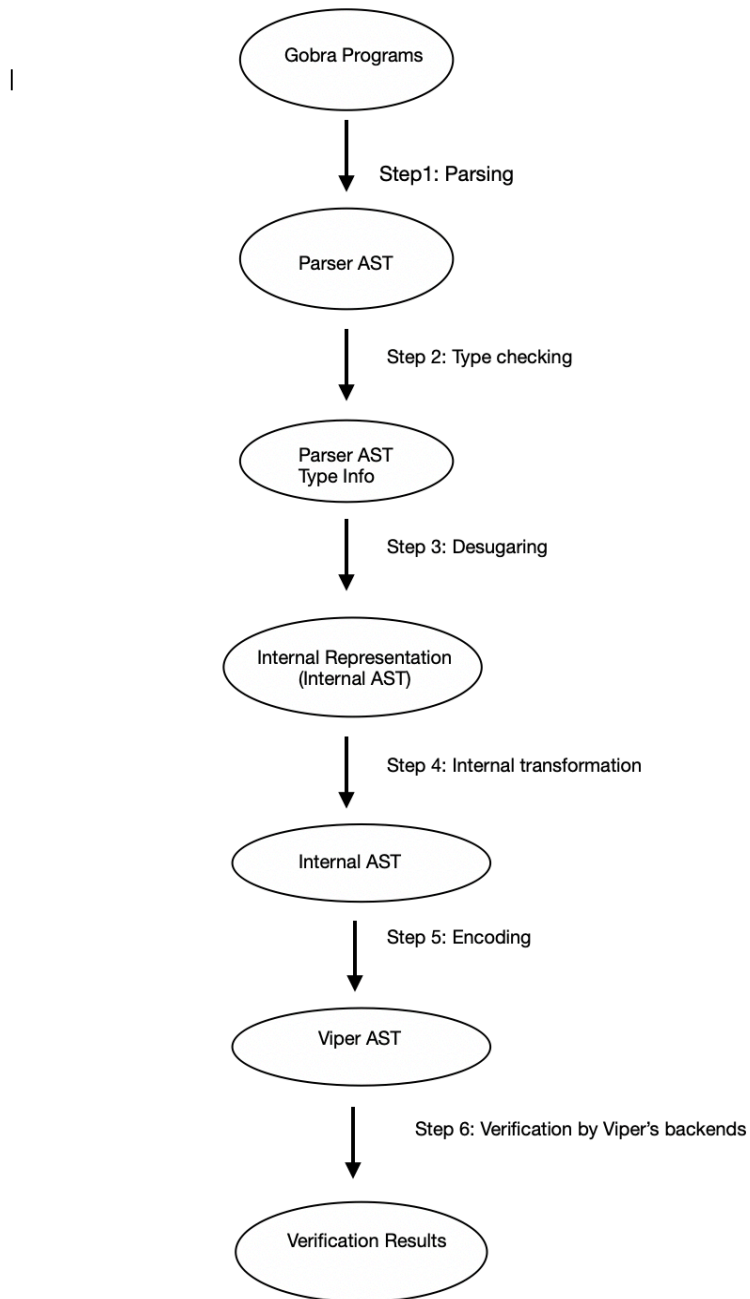 Gobra Programs
Step1: Parsing
Parser AST
Step 2: Type checking
Parser AST
Type Info
Step 3: Desugaring
Internal Representation
(Internal AST)
Step 4: Internal transformation
Internal AST
Step 5: Encoding
Viper AST
Step 6: Verification by Viper’s backends
Verification Results